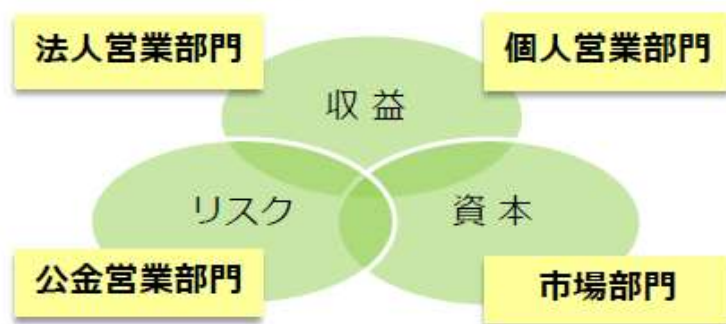 法人営業部門
個人営業部門
収 益
リスク
資 本
公金営業部門
市場部門